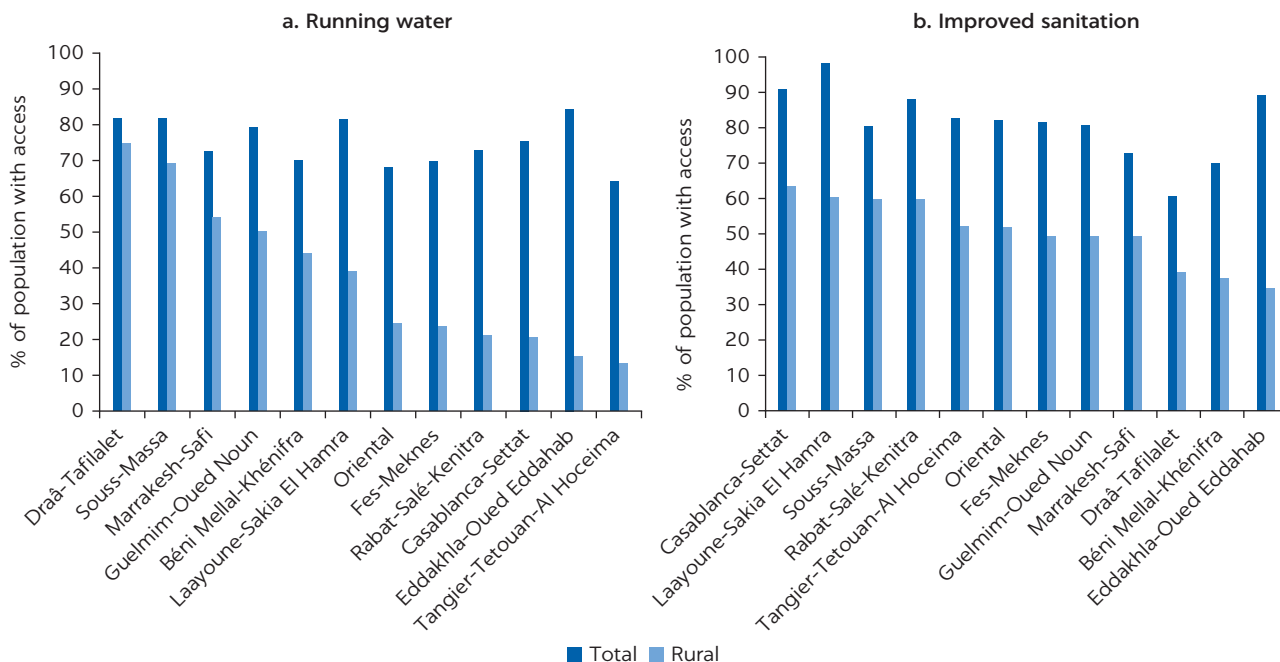 a. Running water
% of population with access
100
90
80
70
60
50
40
30
20
10
0
Draâ-Tafilalet
Souss-Massa
Marrakesh-Safi
Guelmim-Oued Noun
Béni Mellal-Khénifra
Laayoune-Sakia El Hamra
Oriental
Fes-Meknes
Rabat-Salé-Kenitra
Casablanca-Settat
Eddakhla-Oued Eddahab
Tangier-Tetouan-Al Hoceima
b. Improved sanitation
% of population with access
100
90
80
70
60
50
40
30
20
10
0
Casablanca-Settat
Laayoune-Sakia El Hamra
Souss-Massa
Rabat-Salé-Kenitra
Tangier-Tetouan-Al Hoceima
Oriental
Fes-Meknes
Guelmim-Oued Noun
Marrakesh-Safi
Draâ-Tafilalet
Béni Mellal-Khénifra
Eddakhla-Oued Eddahab
Total Rural